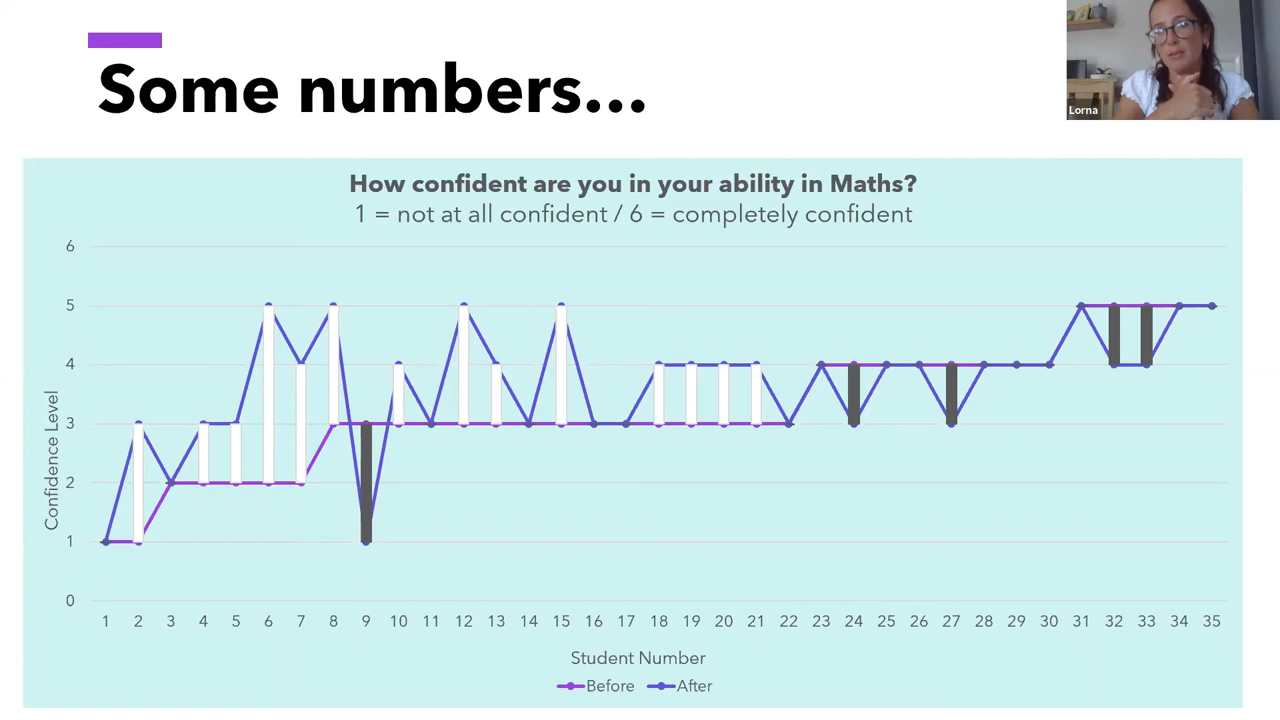 Some numbers...
Lorna
How confident are you in your ability in Maths?
1 = not at all confident / 6 = completely confident
6
5
4
3
2
1
0
Confidence Level
1 2 3 4 5 6 7 8 9 10 11 12 13 14 15 16 17 18 19 20 21 22 23 24 25 26 27 28 29 30 31 32 33 34 35
Student Number
Before After